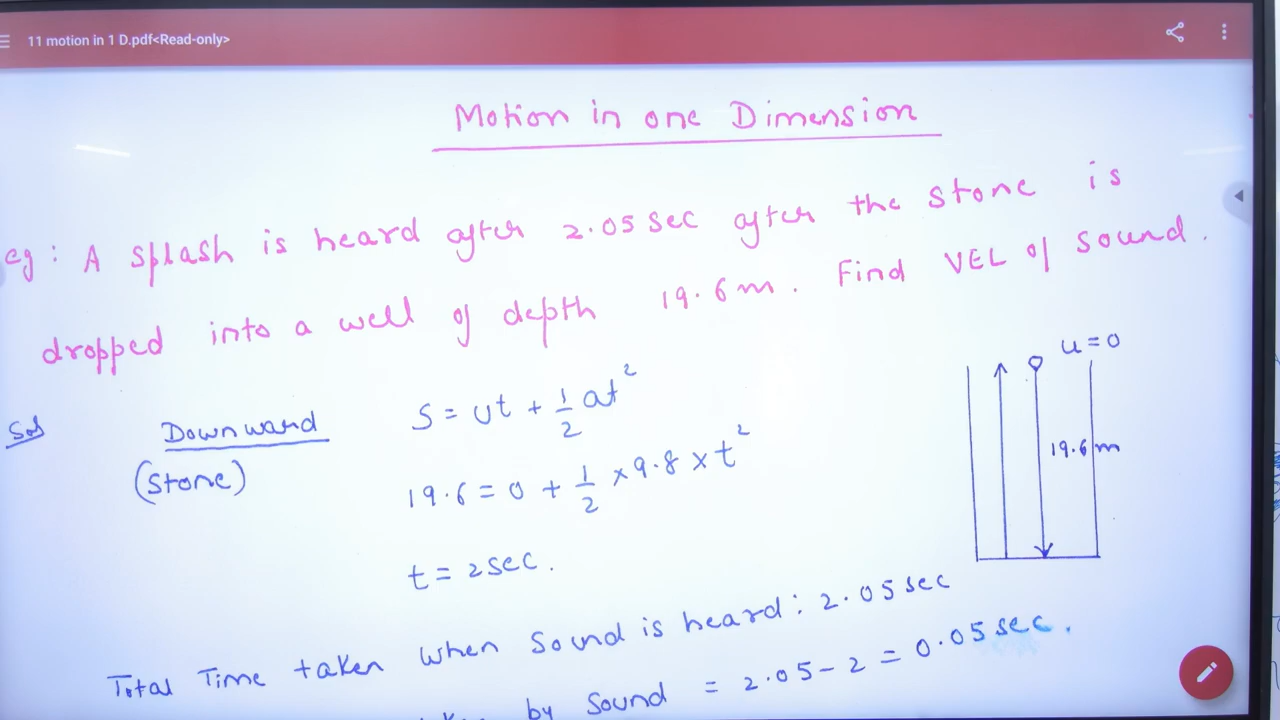 11 motion in 1 D.pdf<Read-only>
Motion in one Dimension
eg : A splash is heard after 2.05 sec after the stone is
dropped into a well of depth 19.6 m. Find VEL of sound.
Sol
Downward
(Stone)
S = ut + 1/2 at²
19.6 = 0 + 1/2 × 9.8 × t²
t = 2 sec.
u = 0
19.6 m
Total Time taken when sound is heard : 2.05 sec
by sound = 2.05 - 2 = 0.05 sec.